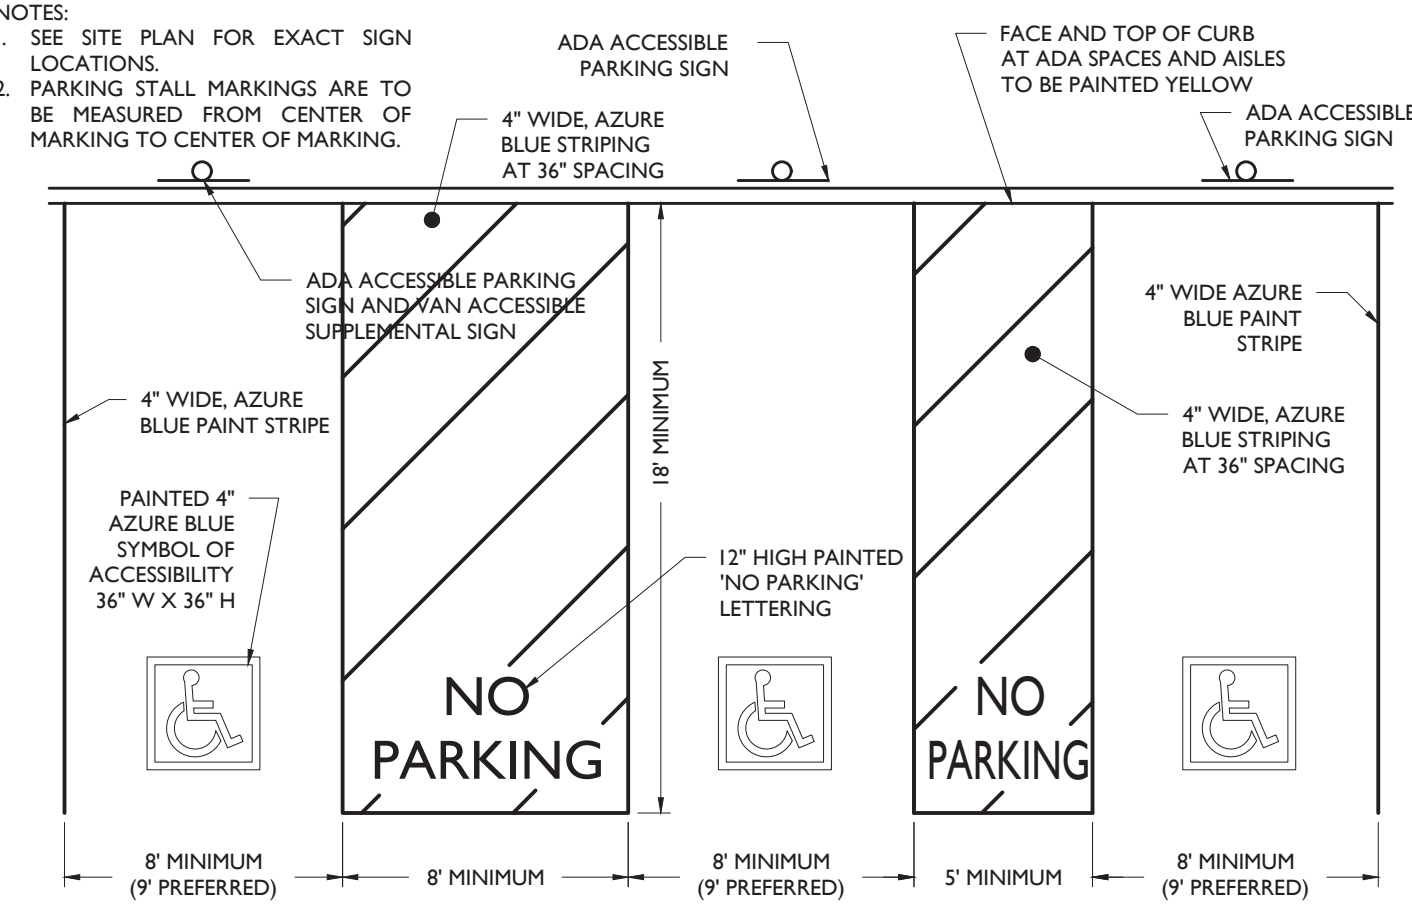 NOTES:
. SEE SITE PLAN FOR EXACT SIGN
LOCATIONS.
2. PARKING STALL MARKINGS ARE TO
BE MEASURED FROM CENTER OF
MARKING TO CENTER OF MARKING.
4" WIDE, AZURE
BLUE STRIPING
AT 36" SPACING
ADA ACCESSIBLE
PARKING SIGN
FACE AND TOP OF CURB
AT ADA SPACES AND AISLES
TO BE PAINTED YELLOW
ADA ACCESSIBLE
PARKING SIGN
ADA ACCESSIBLE PARKING
SIGN AND VAN ACCESSIBLE
SUPPLEMENTAL SIGN
4" WIDE AZURE
BLUE PAINT
STRIPE
4" WIDE, AZURE
BLUE PAINT STRIPE
18' MINIMUM
4" WIDE, AZURE
BLUE STRIPING
AT 36" SPACING
PAINTED 4"
AZURE BLUE
SYMBOL OF
ACCESSIBILITY
36" W X 36" H
12" HIGH PAINTED
'NO PARKING'
LETTERING
NO
PARKING
NO
PARKING
8' MINIMUM
(9' PREFERRED)
8' MINIMUM
8' MINIMUM
(9' PREFERRED)
5' MINIMUM
8' MINIMUM
(9' PREFERRED)